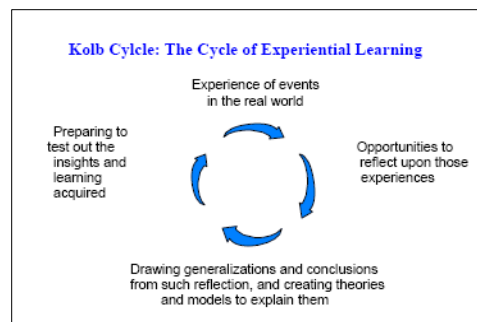 Kolb Cylcle: The Cycle of Experiential Learning
Experience of events
in the real world
Opportunities to
reflect upon those
experiences
Drawing generalizations and conclusions
from such reflection, and creating theories
and models to explain them
Preparing to
test out the
insights and
learning
acquired